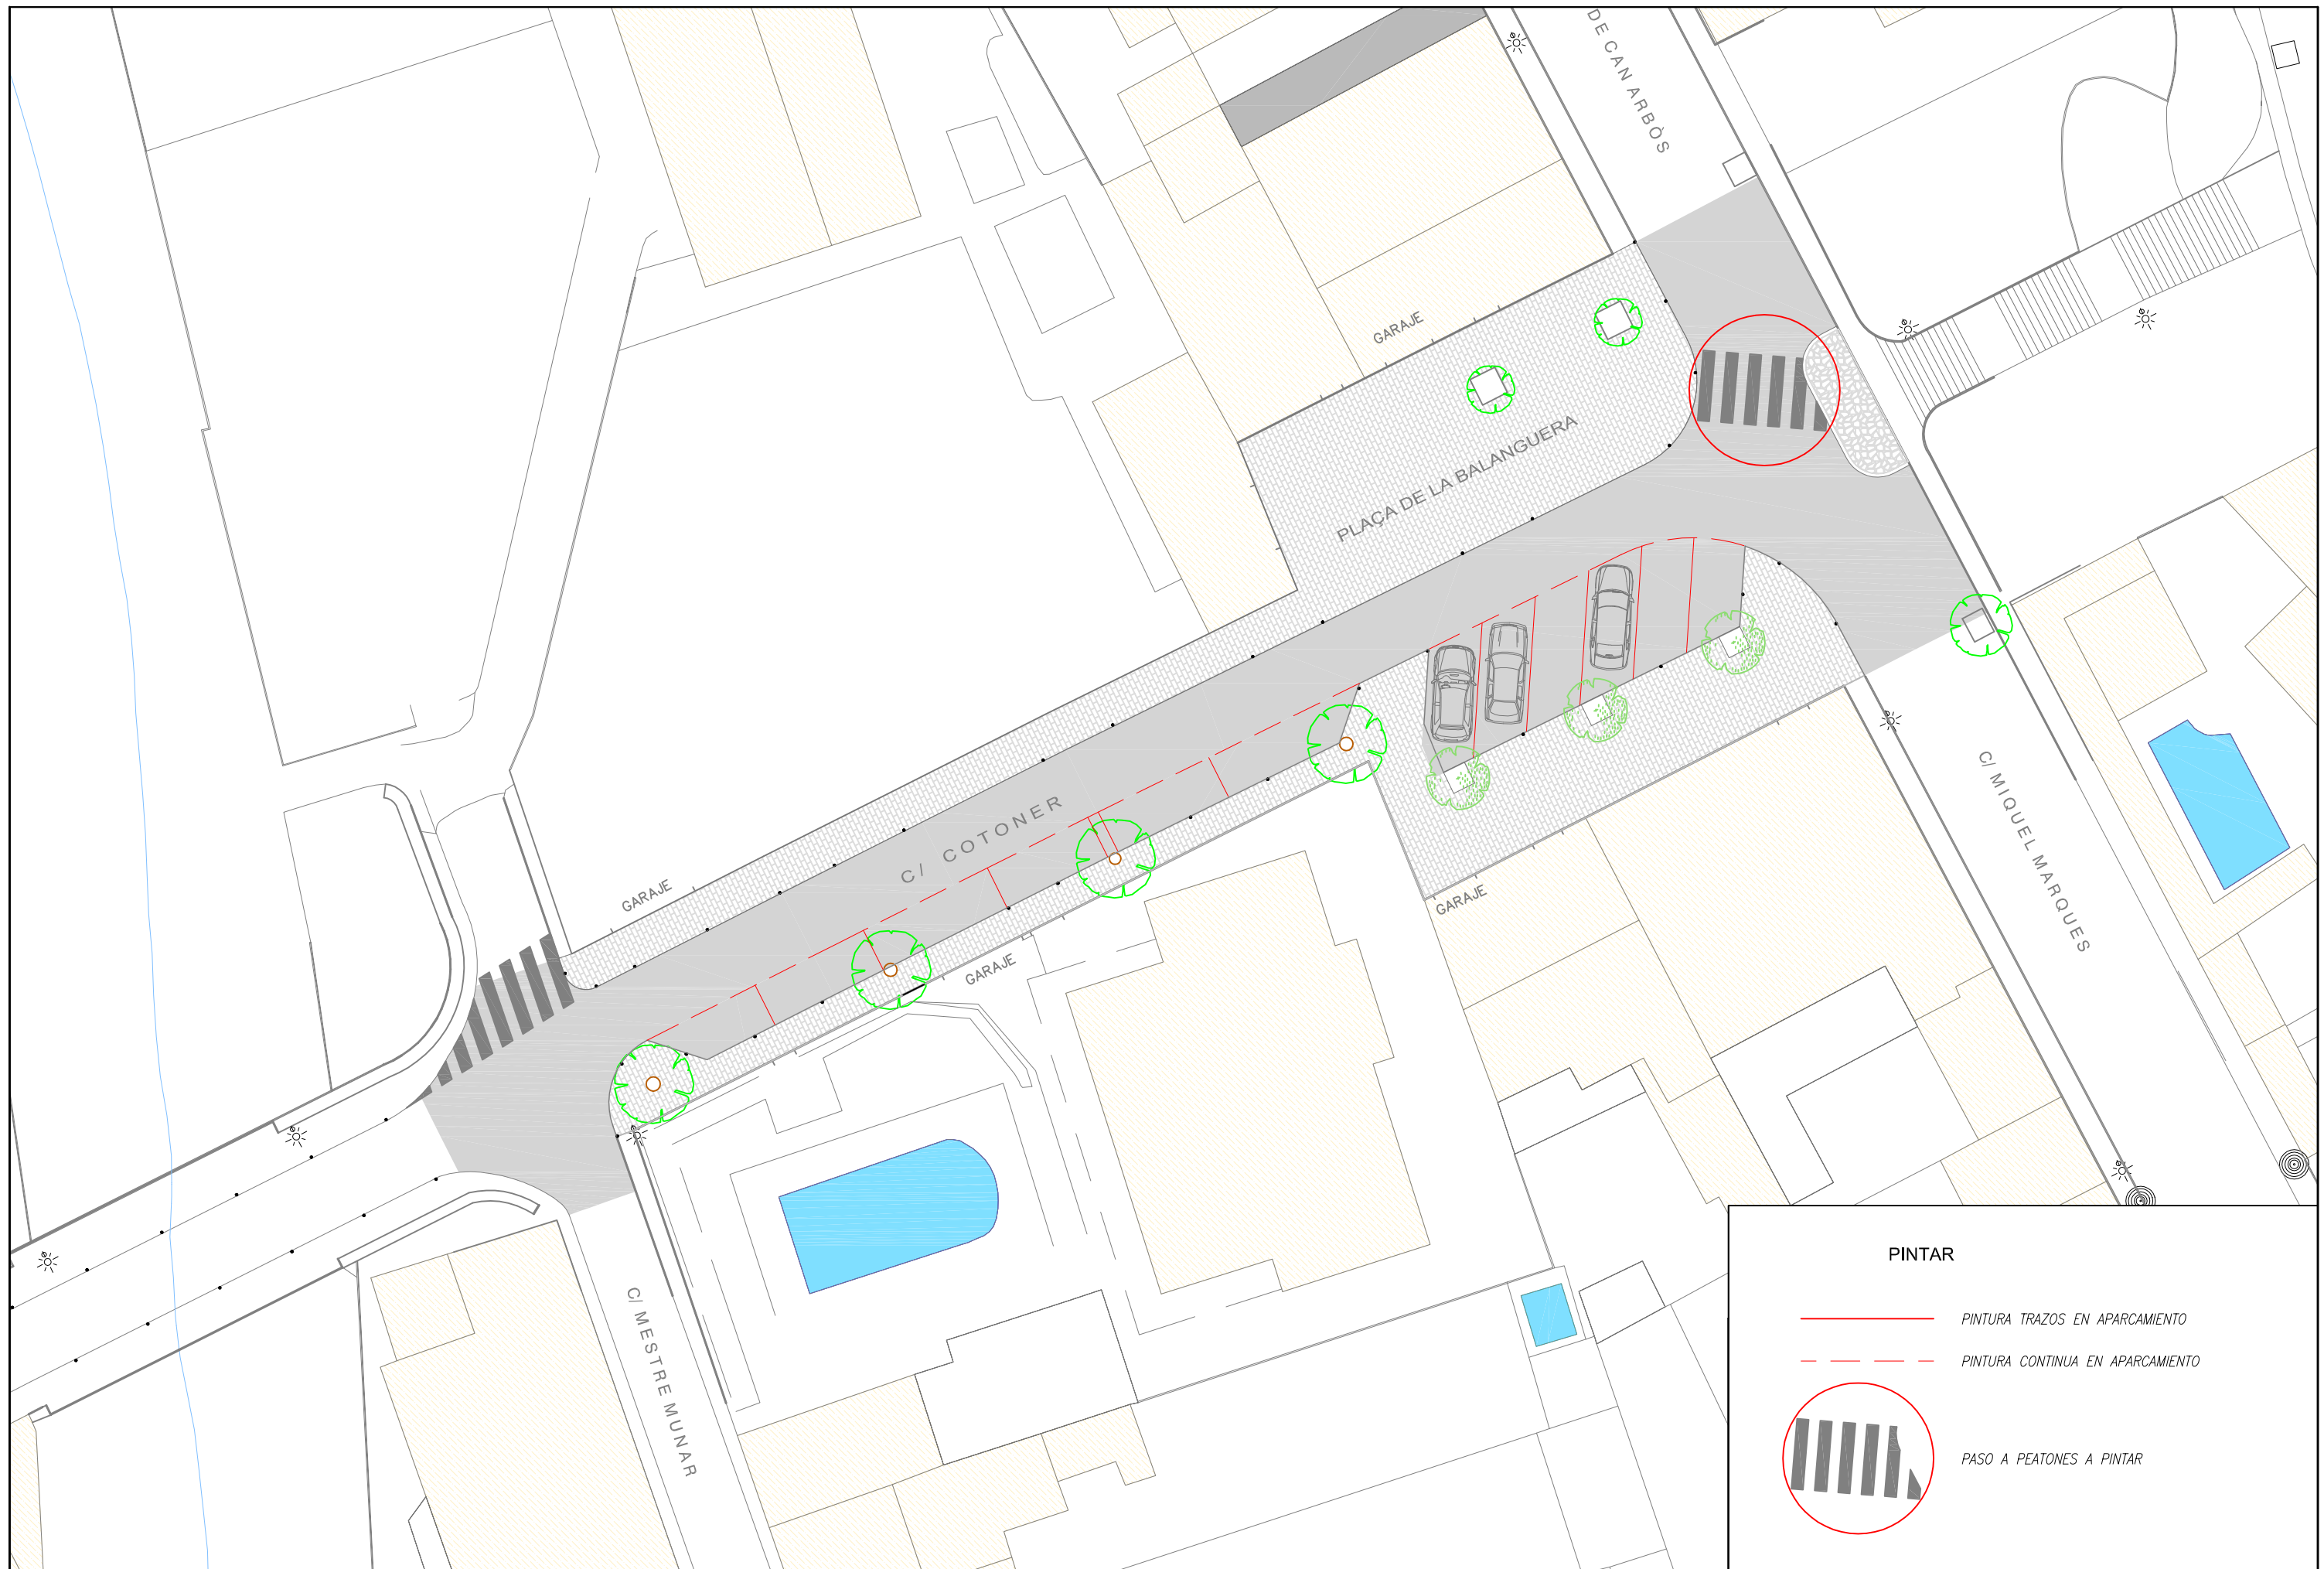 DE CAN ARBÒS
GARAJE
PLAÇA DE LA BALANGUERA
C/ COTONER
GARAJE
GARAJE
GARAJE
C/ MIQUEL MARQUES
C/ MESTRE MUNAR
PINTAR
PINTURA TRAZOS EN APARCAMIENTO
PINTURA CONTINUA EN APARCAMIENTO
PASO A PEATONES A PINTAR